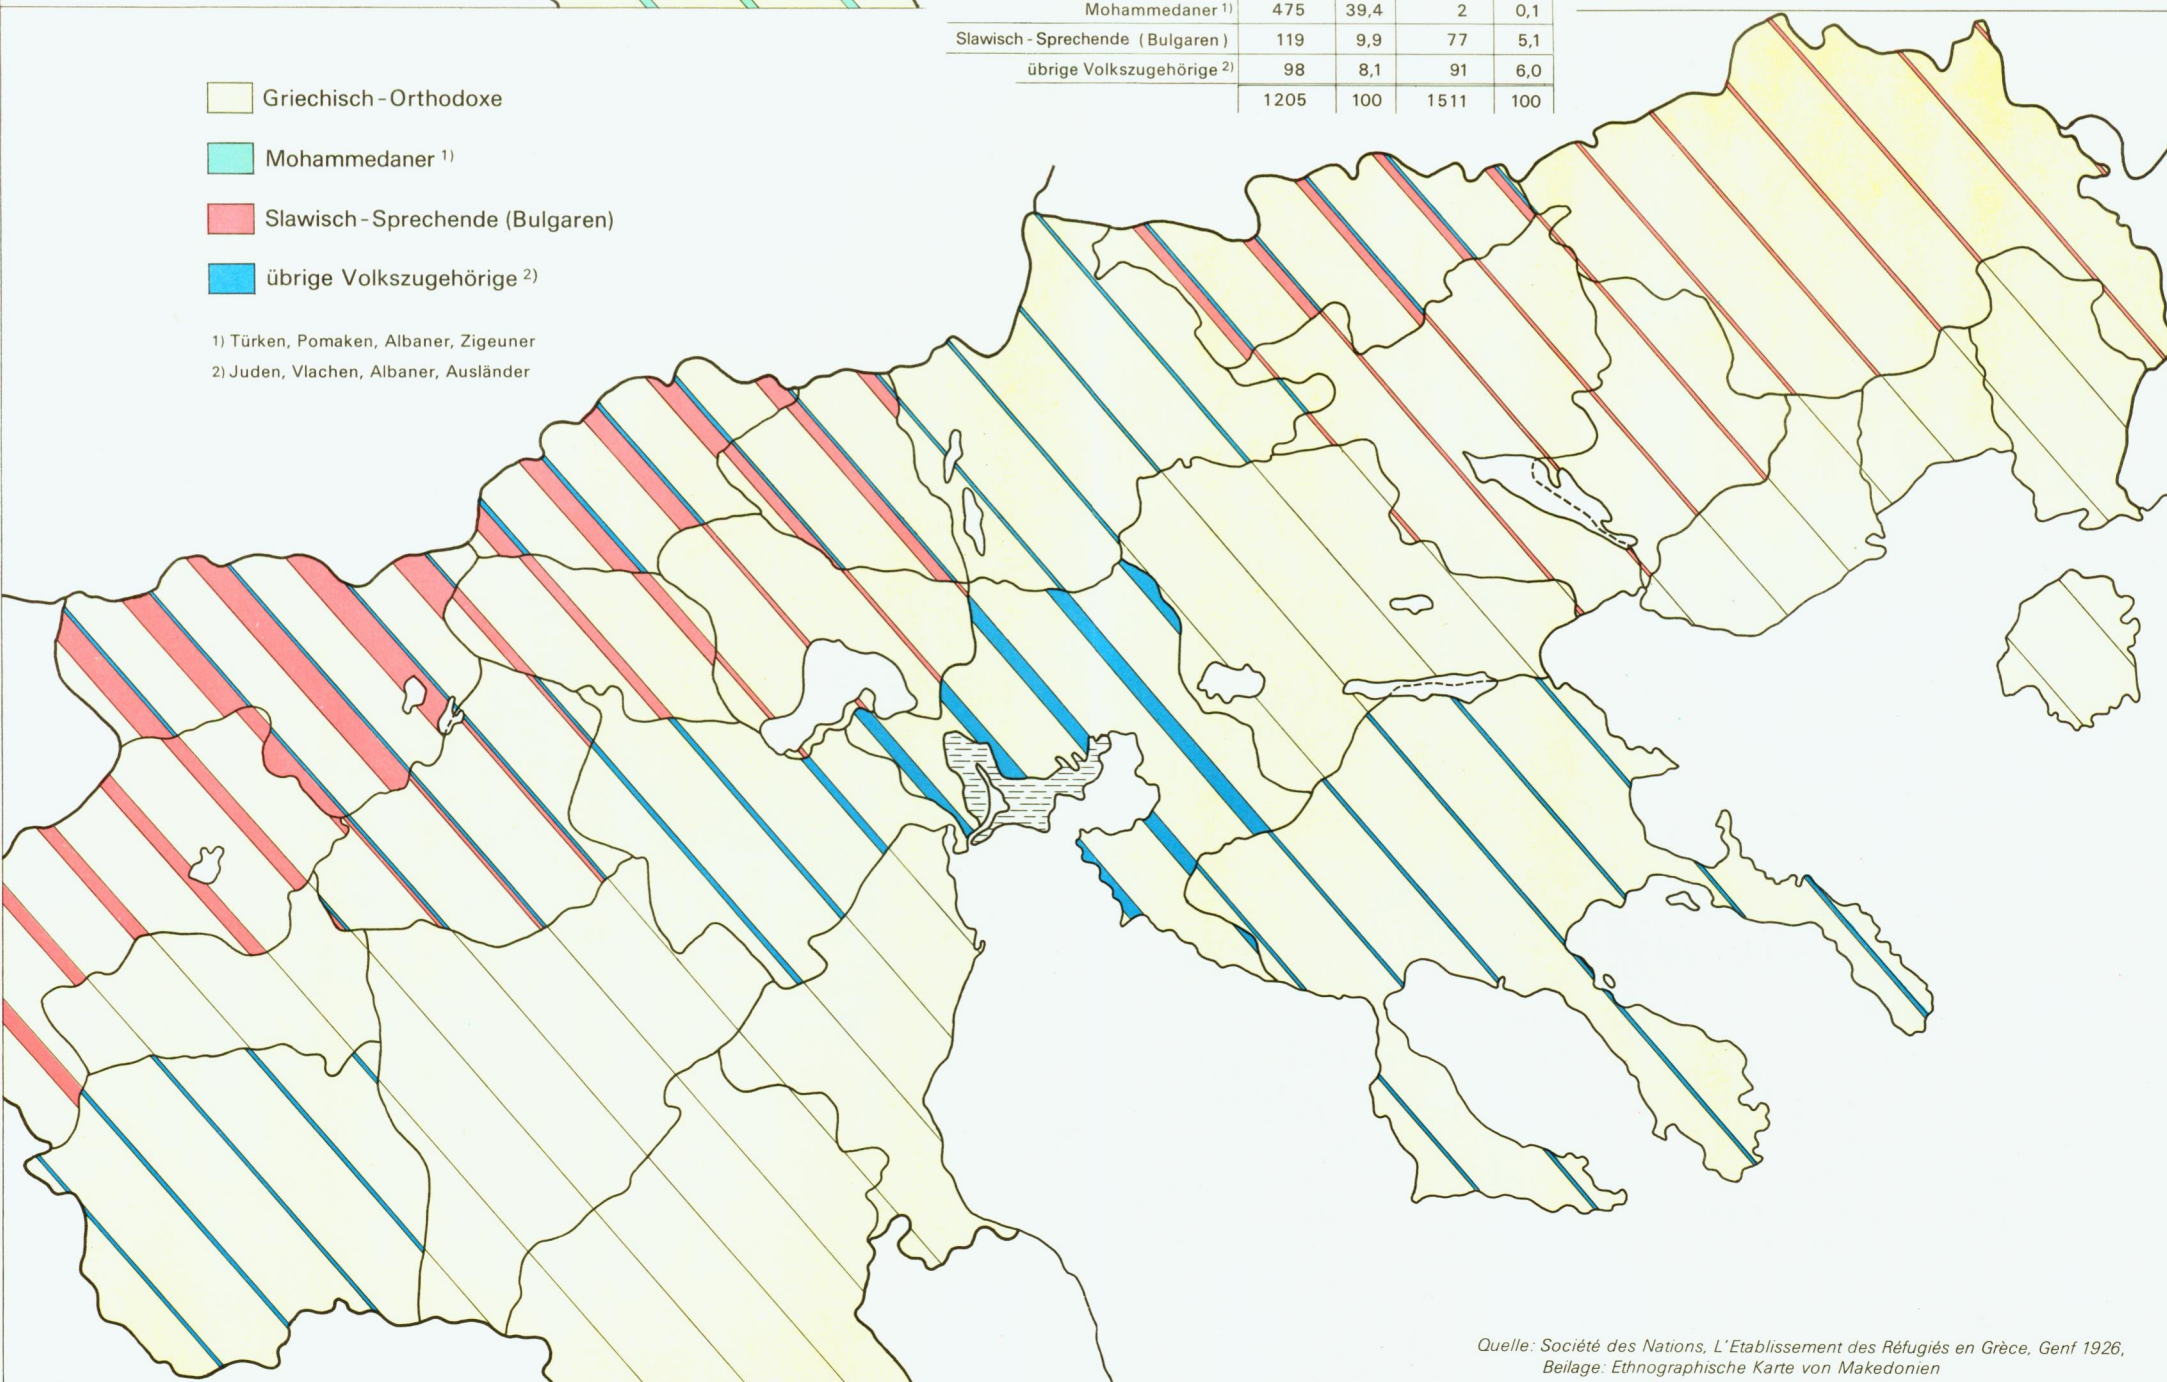 Mohammedaner 1) 475 39,4 2 0,1
Slawisch-Sprechende (Bulgaren) 119 9,9 77 5,1
übrige Volkszugehörige 2) 98 8,1 91 6,0
1205 100 1511 100
Griechisch-Orthodoxe
Mohammedaner 1)
Slawisch-Sprechende (Bulgaren)
übrige Volkszugehörige 2)
1) Türken, Pomaken, Albaner, Zigeuner
2) Juden, Vlachen, Albaner, Ausländer
Quelle: Société des Nations, L'Etablissement des Réfugiés en Grèce, Genf 1926,
Beilage: Ethnographische Karte von Makedonien